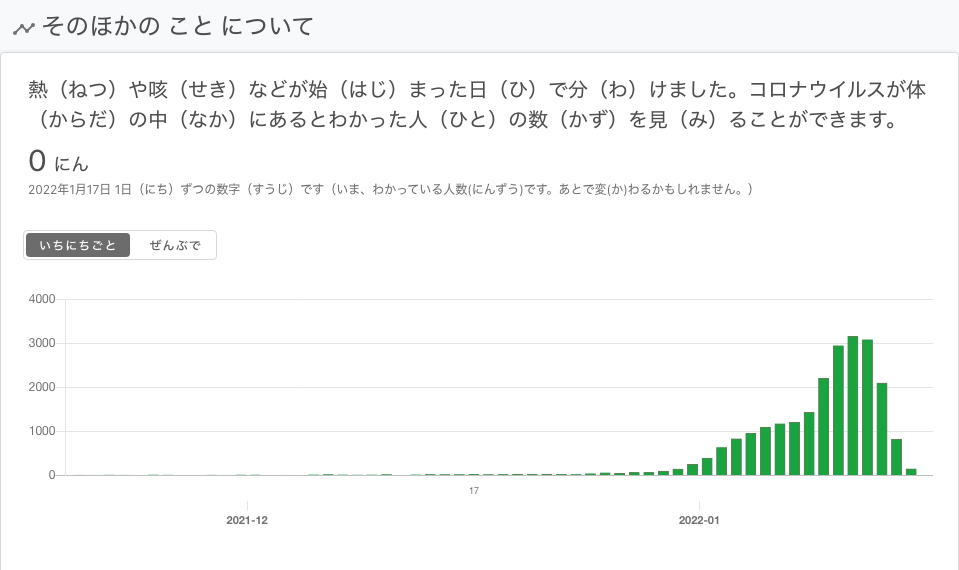 そのほかの こと について
熱（ねつ）や咳（せき）などが始（はじ）まった日（ひ）で分（わ）けました。コロナウイルスが体
（からだ）の中（なか）にあるとわかった人（ひと）の数（かず）を見（み）ることができます。
0 にん
2022年1月17日 1日（にち）ずつの数字（すうじ）です（いま、わかっている人数(にんずう)です。あとで変(か)わるかもしれません。）
いちにちごと ぜんぶで
4000
3000
2000
1000
0
17
2021-12 2022-01